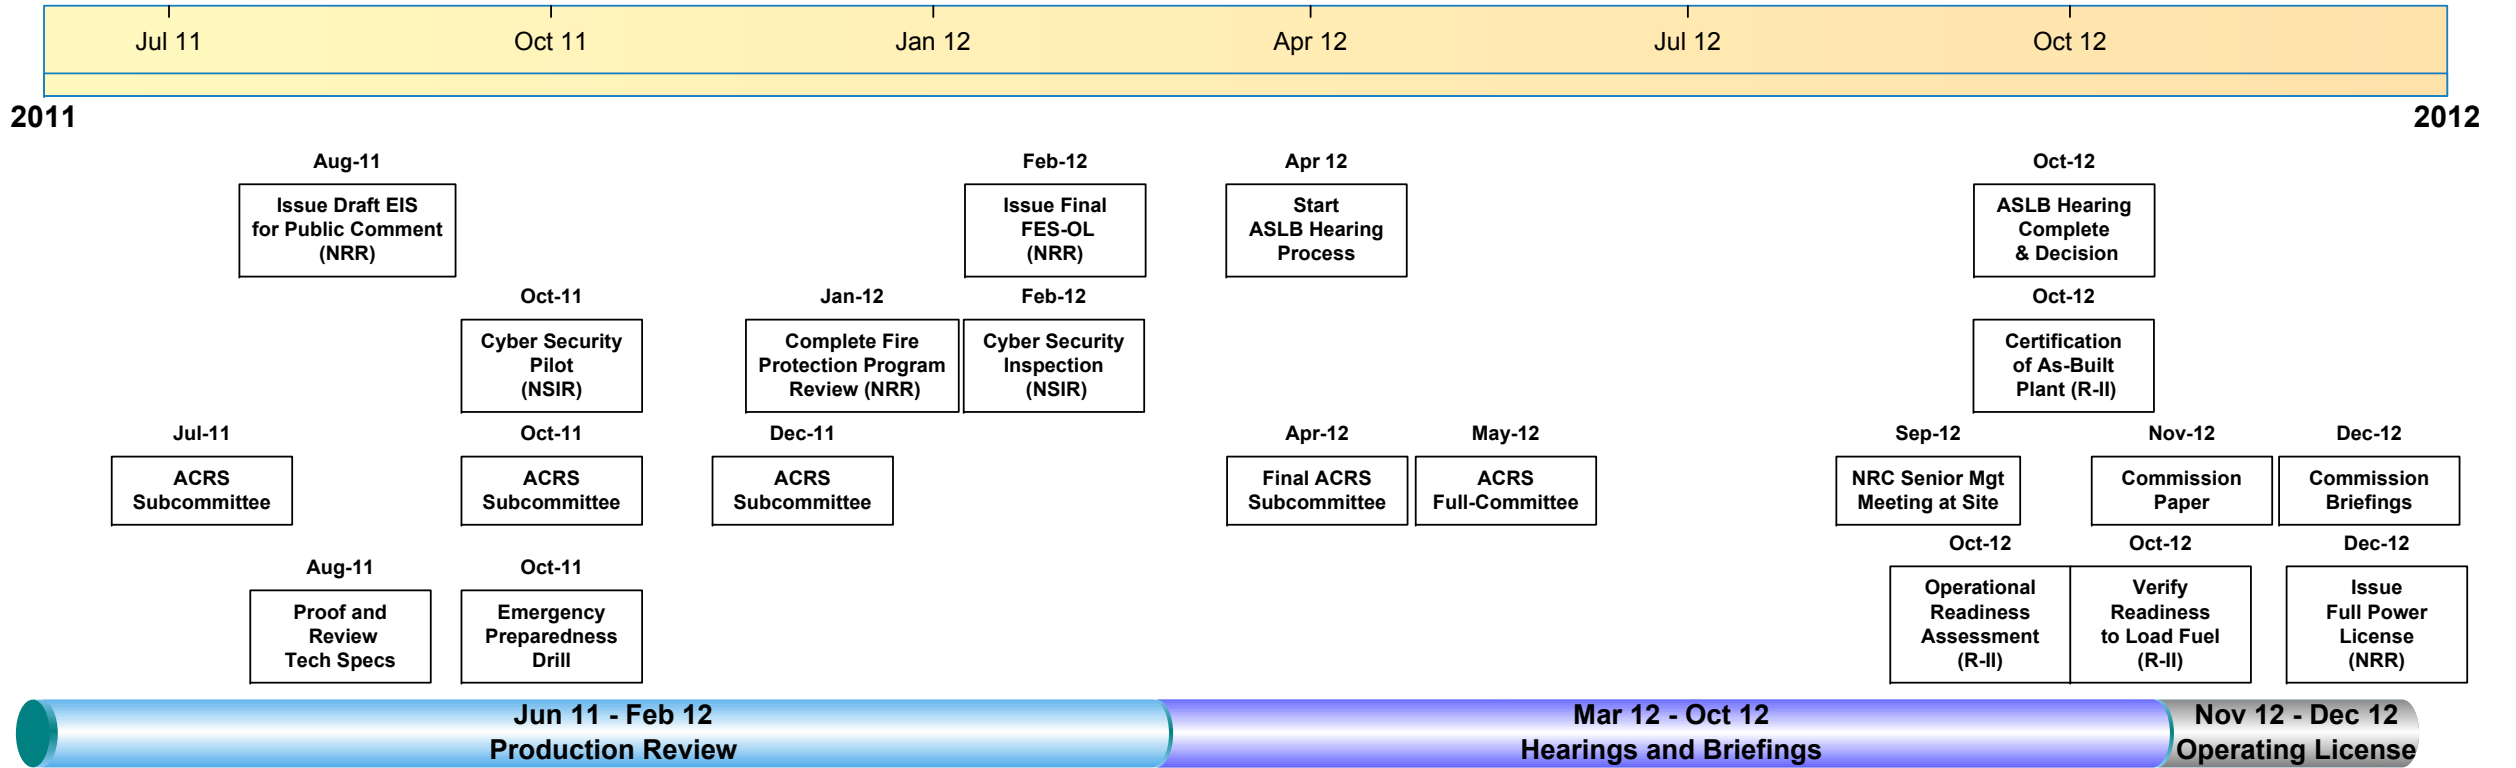 Jul 11
Oct 11
Jan 12
Apr 12
Jul 12
Oct 12
2011
2012
Aug-11
Issue Draft EIS
for Public Comment
(NRR)
Feb-12
Issue Final
FES-OL
(NRR)
Apr 12
Start
ASLB Hearing
Process
Oct-12
ASLB Hearing
Complete
& Decision
Oct-11
Cyber Security
Pilot
(NSIR)
Jan-12
Complete Fire
Protection Program
Review (NRR)
Feb-12
Cyber Security
Inspection
(NSIR)
Oct-12
Certification
of As-Built
Plant (R-II)
Jul-11
ACRS
Subcommittee
Oct-11
ACRS
Subcommittee
Dec-11
ACRS
Subcommittee
Apr-12
Final ACRS
Subcommittee
May-12
ACRS
Full-Committee
Sep-12
NRC Senior Mgt
Meeting at Site
Nov-12
Commission
Paper
Dec-12
Commission
Briefings
Aug-11
Proof and
Review
Tech Specs
Oct-11
Emergency
Preparedness
Drill
Oct-12
Operational
Readiness
Assessment
(R-II)
Oct-12
Verify
Readiness
to Load Fuel
(R-II)
Dec-12
Issue
Full Power
License
(NRR)
Jun 11 - Feb 12
Production Review
Mar 12 - Oct 12
Hearings and Briefings
Nov 12 - Dec 12
Operating License